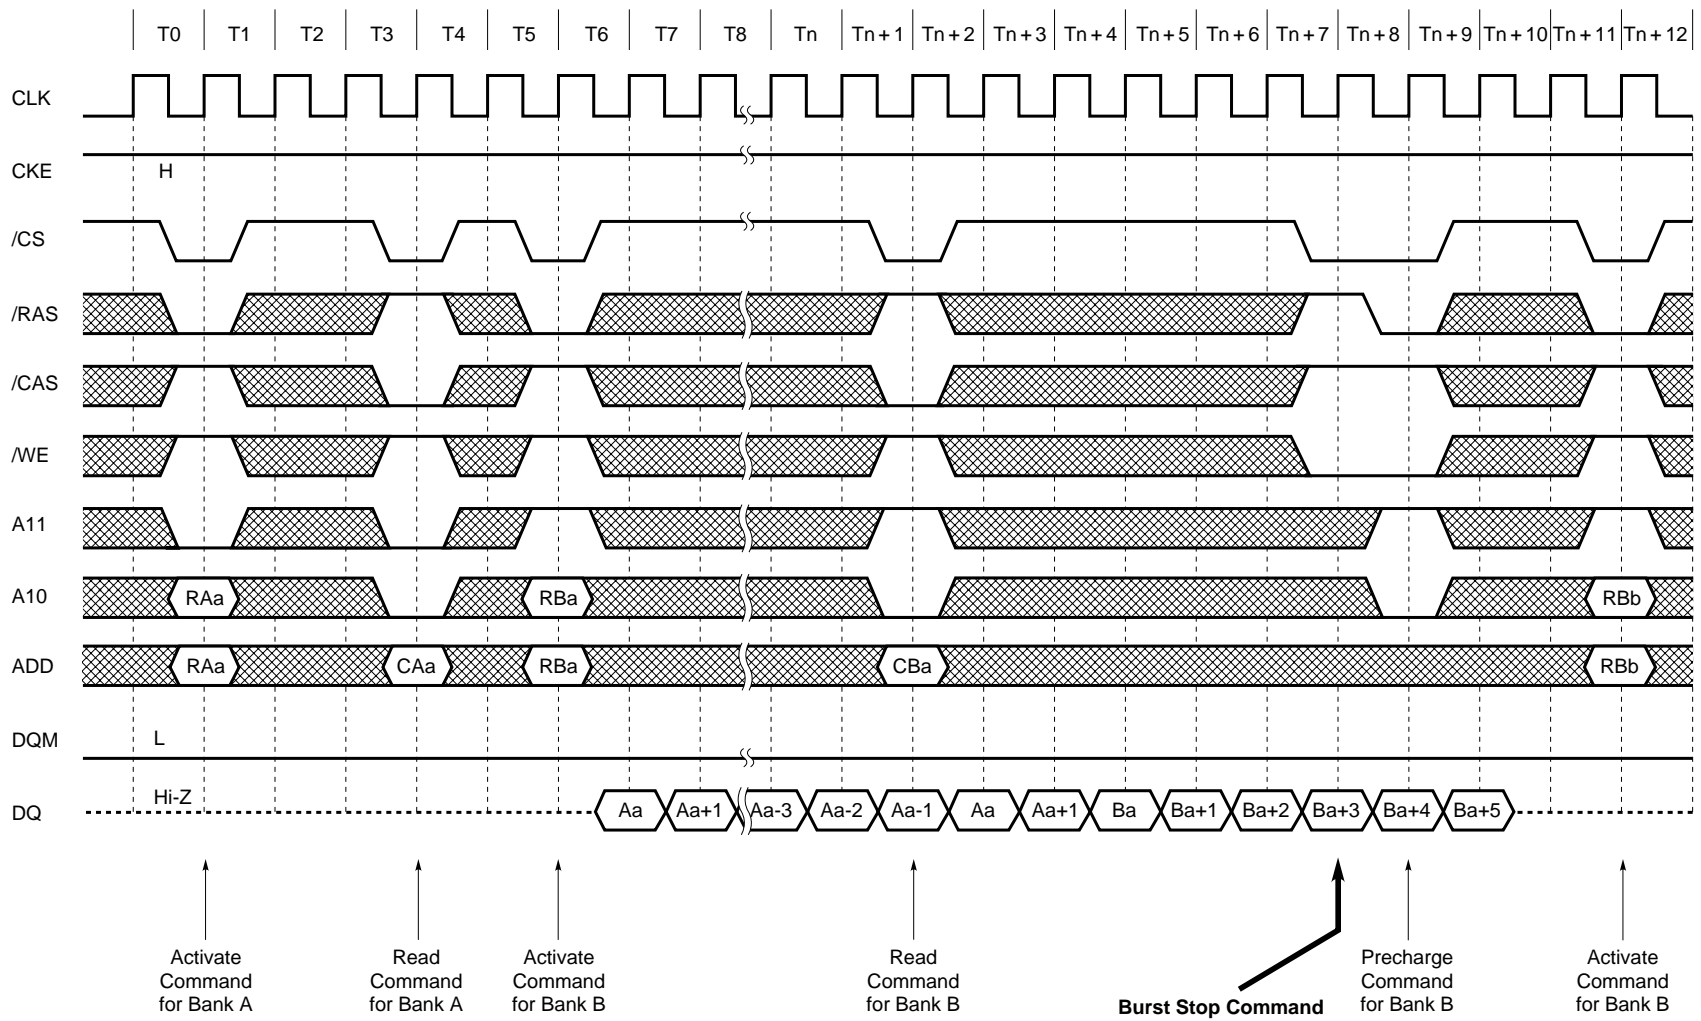 T0 T1 T2 T3 T4 T5 T6 T7 T8 Tn Tn + 1 Tn + 2 Tn + 3 Tn + 4 Tn + 5 Tn + 6 Tn + 7 Tn + 8 Tn + 9 Tn + 10 Tn + 11 Tn + 12
CLK
CKE H
/CS
/RAS
/CAS
/WE
A11
A10 RAa RBa RBb
ADD RAa CAa RBa CBa RBb
DQM L
DQ Hi-Z Aa Aa+1 Aa-3 Aa-2 Aa-1 Aa Aa+1 Ba Ba+1 Ba+2 Ba+3 Ba+4 Ba+5
Activate
Command
for Bank A
Read
Command
for Bank A
Activate
Command
for Bank B
Read
Command
for Bank B
Burst Stop Command
Precharge
Command
for Bank B
Activate
Command
for Bank B